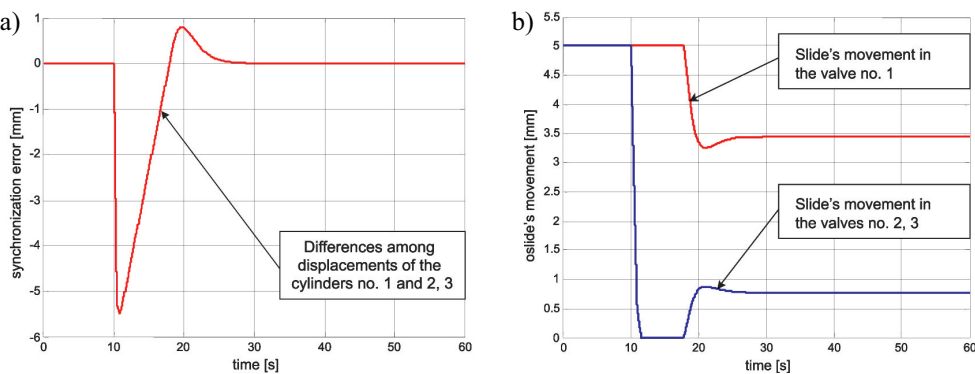 a)
1
0
-1
-2
-3
-4
-5
-6
synchronization error [mm]
0
10
20
30
40
50
60
time [s]
Differences among
displacements of the
cylinders no. 1 and 2, 3
b)
5
4.5
4
3.5
3
2.5
2
1.5
1
0.5
0
oslide's movement [mm]
0
10
20
30
40
50
60
time [s]
Slide's movement in
the valve no. 1
Slide's movement in
the valves no. 2, 3